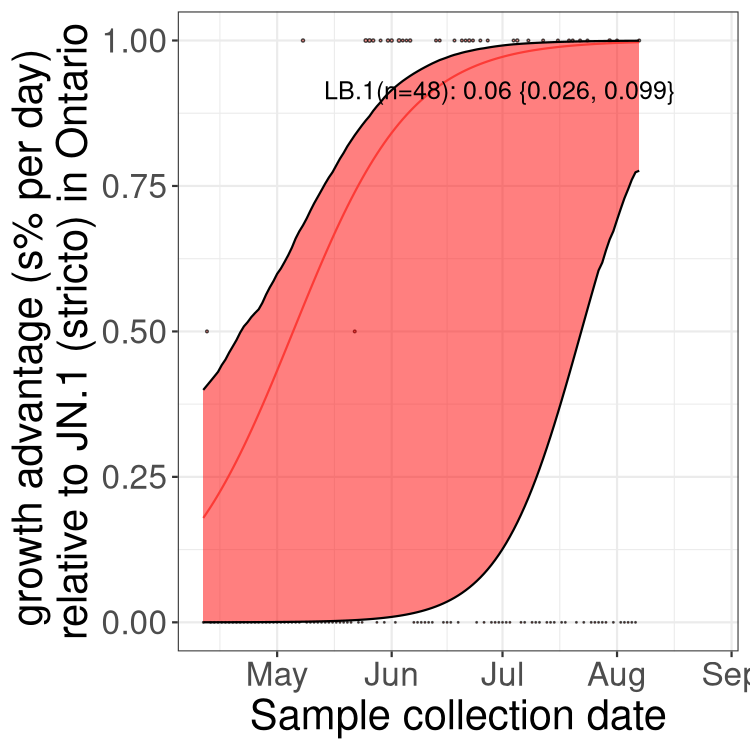 growth advantage (s% per day)
relative to JN.1 (stricto) in Ontario
1.00
0.75
0.50
0.25
0.00
LB.1(n=48): 0.06 {0.026, 0.099}
May Jun Jul Aug Sep
Sample collection date